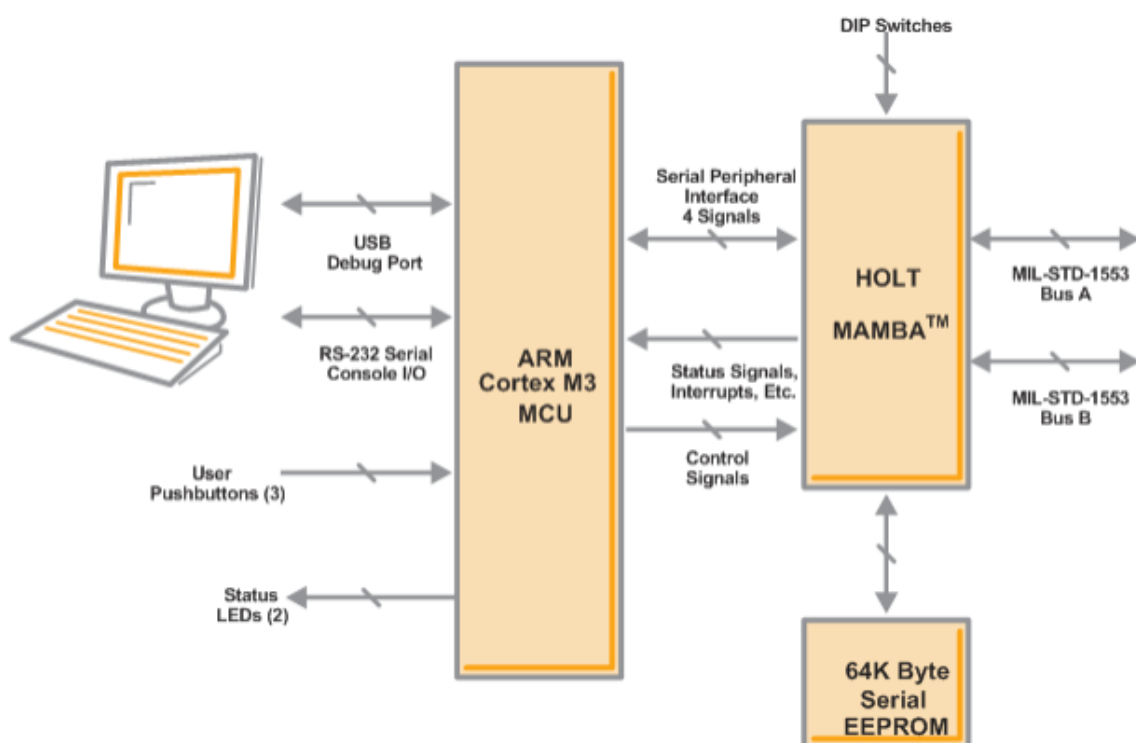 DIP Switches
Serial Peripheral
Interface
4 Signals
USB
Debug Port
HOLT
MAMBA™
MIL-STD-1553
Bus A
RS-232 Serial
Console I/O
ARM
Cortex M3
MCU
Status Signals,
Interrupts, Etc.
MIL-STD-1553
Bus B
User
Pushbuttons (3)
Control
Signals
Status
LEDs (2)
64K Byte
Serial
EEPROM